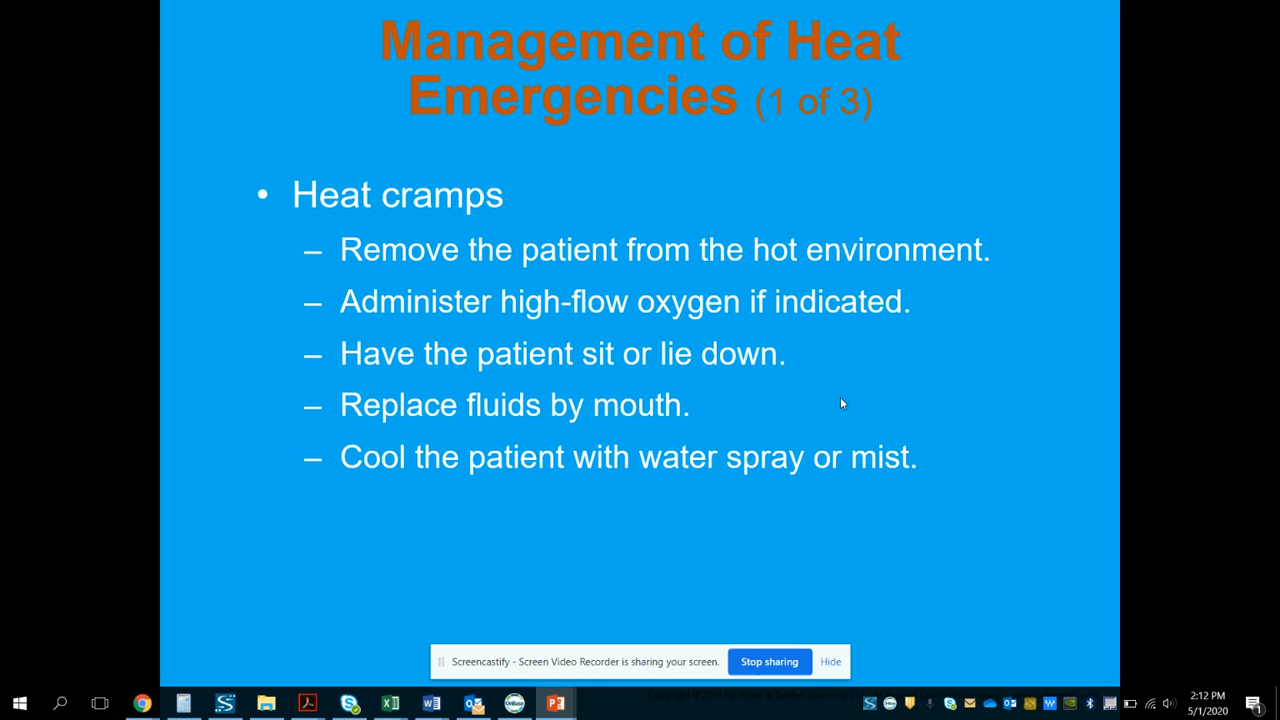 Management of Heat
Emergencies (1 of 3)
• Heat cramps
– Remove the patient from the hot environment.
– Administer high-flow oxygen if indicated.
– Have the patient sit or lie down.
– Replace fluids by mouth.
– Cool the patient with water spray or mist.
Screencastify - Screen Video Recorder is sharing your screen. Stop sharing Hide
2:12 PM
5/1/2020